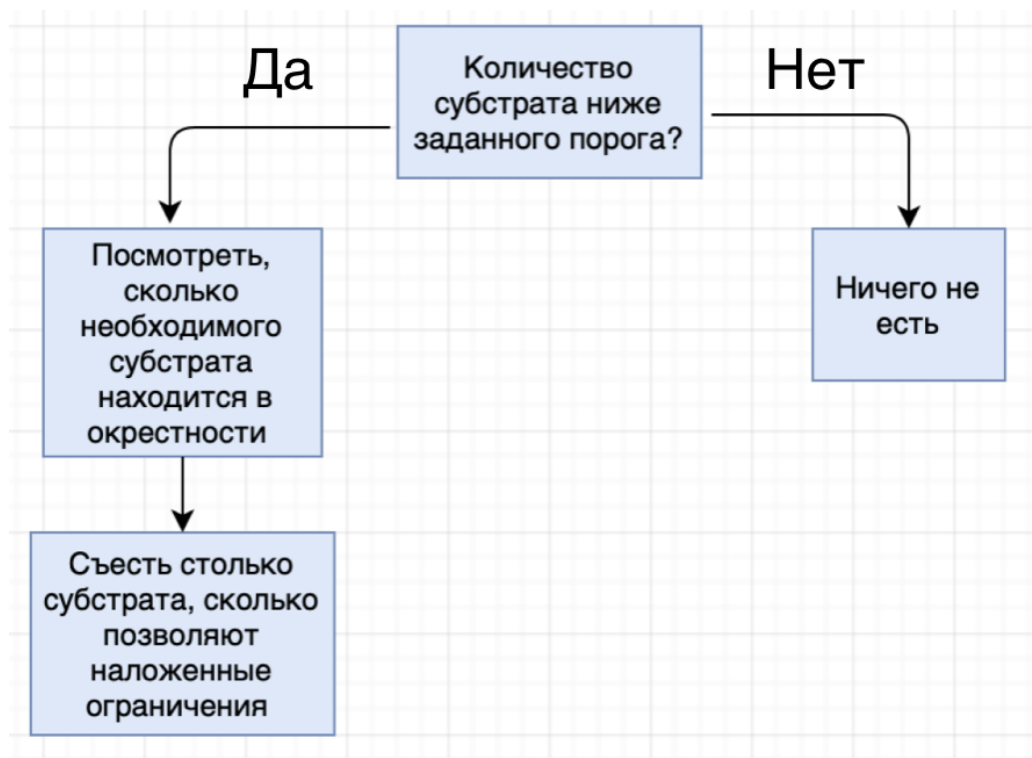 Да
Количество
субстрата ниже
заданного порога?
Нет
Посмотреть,
сколько
необходимого
субстрата
находится в
окрестности
Ничего не
есть
Съесть столько
субстрата, сколько
позволяют
наложенные
ограничения